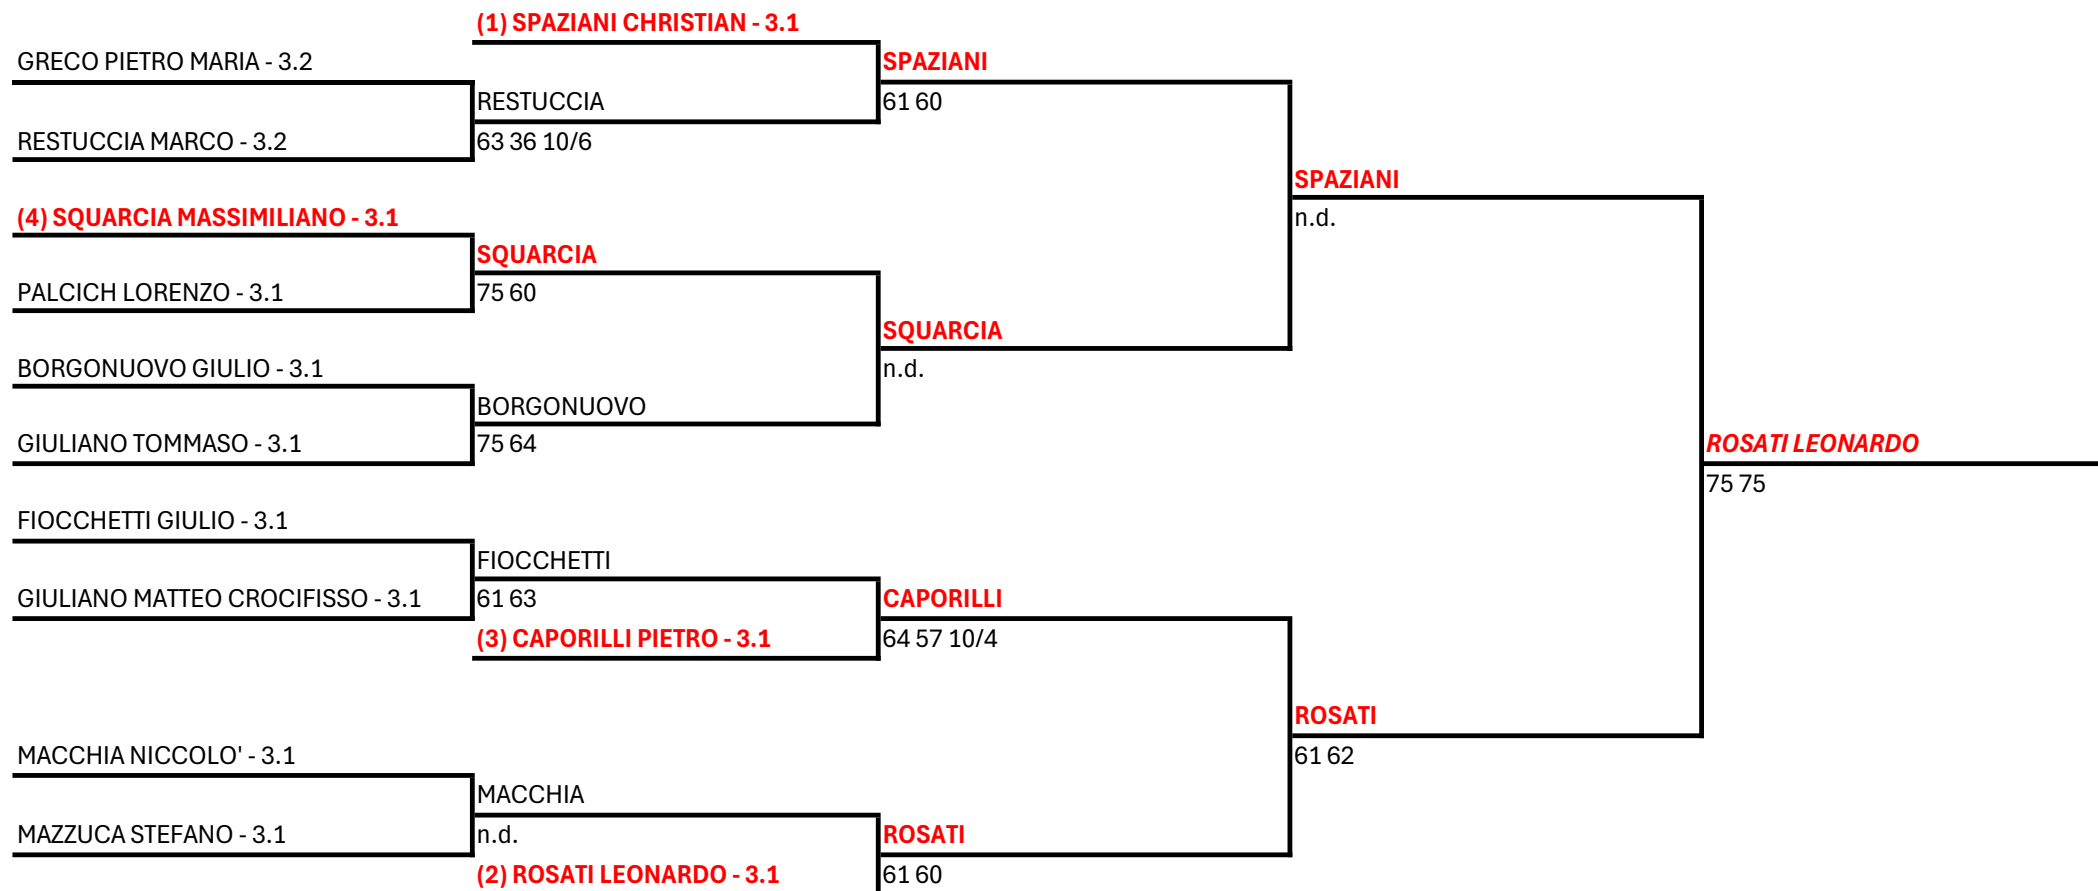 (1) SPAZIANI CHRISTIAN - 3.1
GRECO PIETRO MARIA - 3.2
SPAZIANI
RESTUCCIA
61 60
RESTUCCIA MARCO - 3.2
63 36 10/6
SPAZIANI
(4) SQUARCIA MASSIMILIANO - 3.1
n.d.
SQUARCIA
PALCICH LORENZO - 3.1
75 60
SQUARCIA
BORGONUOVO GIULIO - 3.1
n.d.
BORGONUOVO
GIULIANO TOMMASO - 3.1
75 64
ROSATI LEONARDO
75 75
FIOCCHETTI GIULIO - 3.1
FIOCCHETTI
GIULIANO MATTEO CROCIFISSO - 3.1
61 63
CAPORILLI
(3) CAPORILLI PIETRO - 3.1
64 57 10/4
ROSATI
MACCHIA NICCOLO' - 3.1
61 62
MACCHIA
MAZZUCA STEFANO - 3.1
n.d.
ROSATI
(2) ROSATI LEONARDO - 3.1
61 60